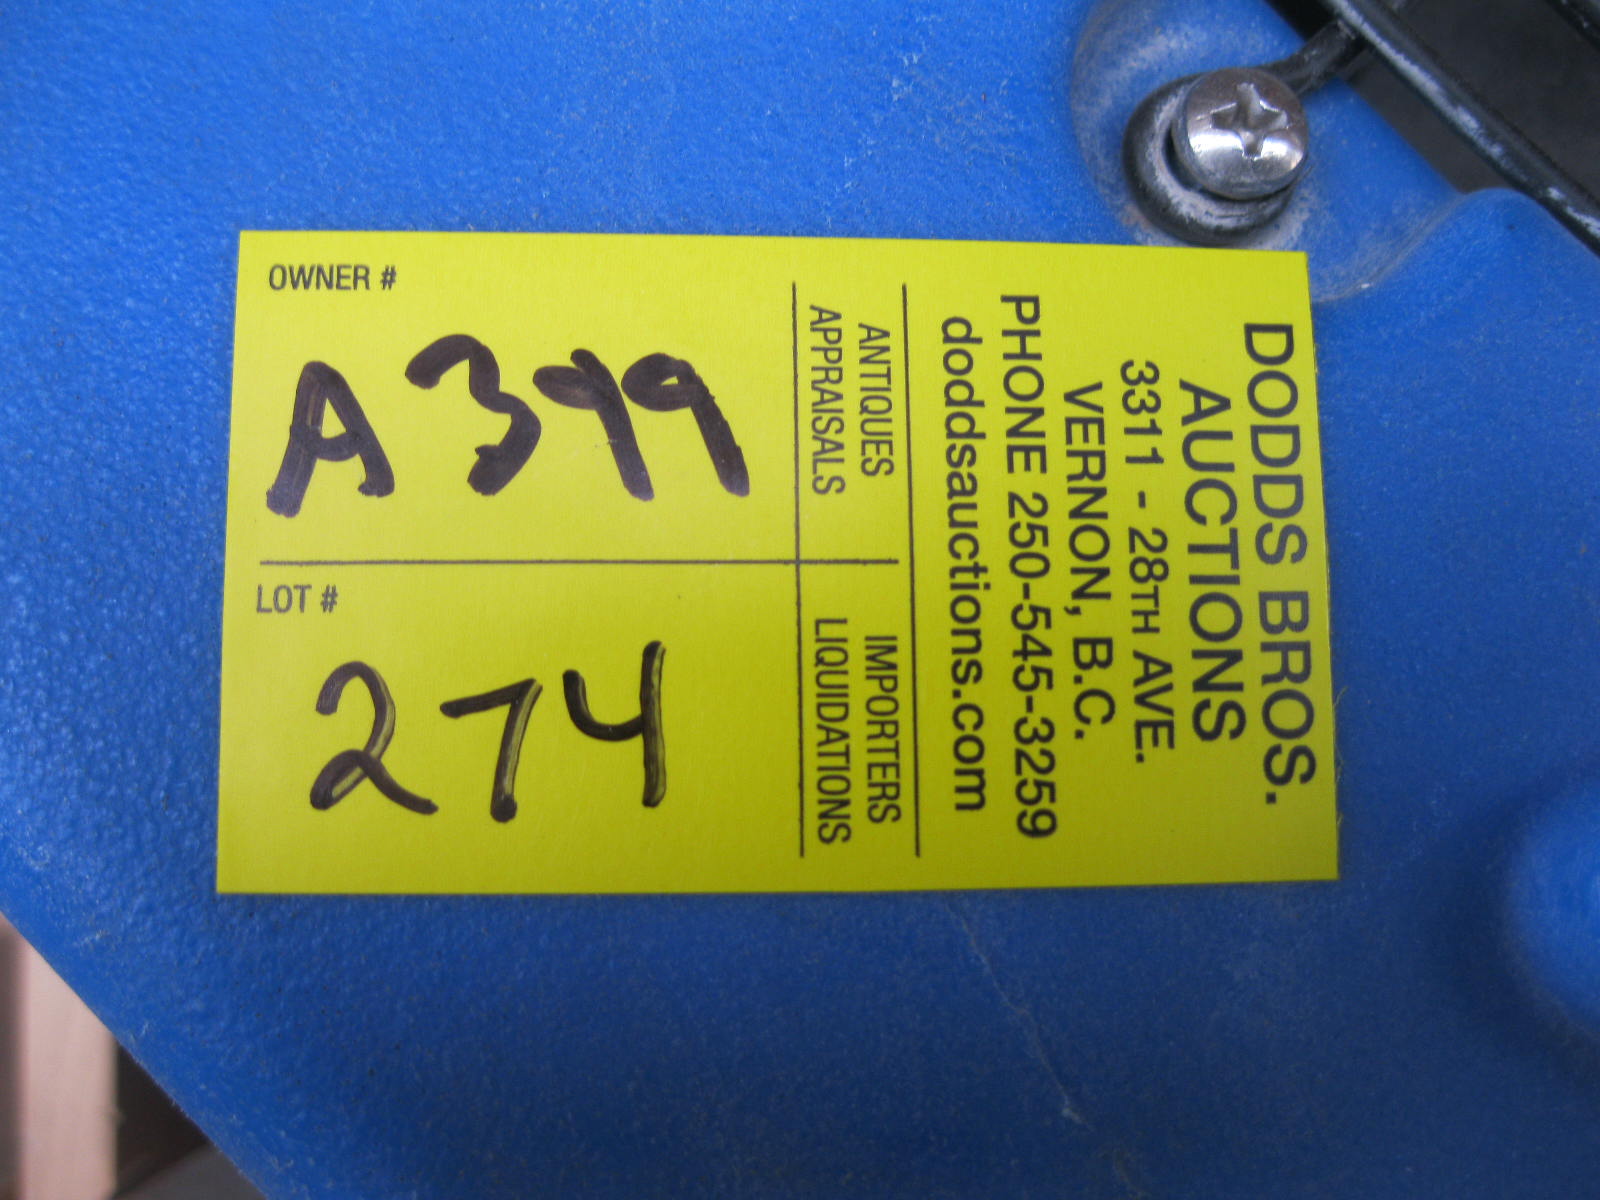 DODDS BROS.
AUCTIONS
3311 - 28TH AVE.
VERNON, B.C.
PHONE 250-545-3259
doddsauctions.com
ANTIQUES
APPRAISALS
IMPORTERS
LIQUIDATIONS
OWNER #
A399
LOT #
274